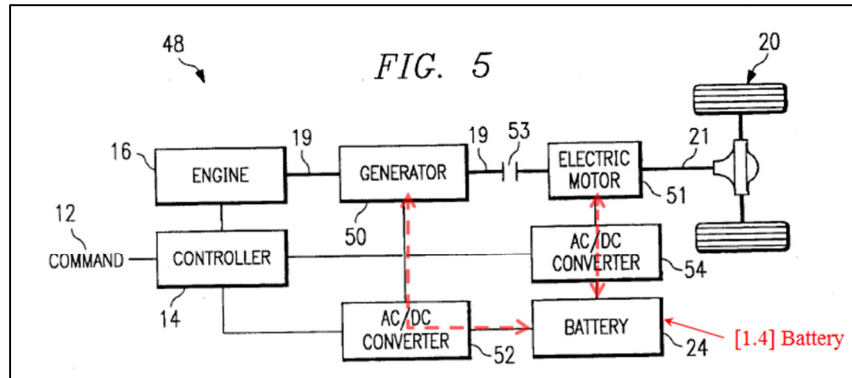 48
FIG. 5
20
16
ENGINE
19
GENERATOR
50
19
53
ELECTRIC
MOTOR
51
21
12
COMMAND
CONTROLLER
14
AC/DC
CONVERTER
54
AC/DC
CONVERTER
52
BATTERY
24
[1.4] Battery